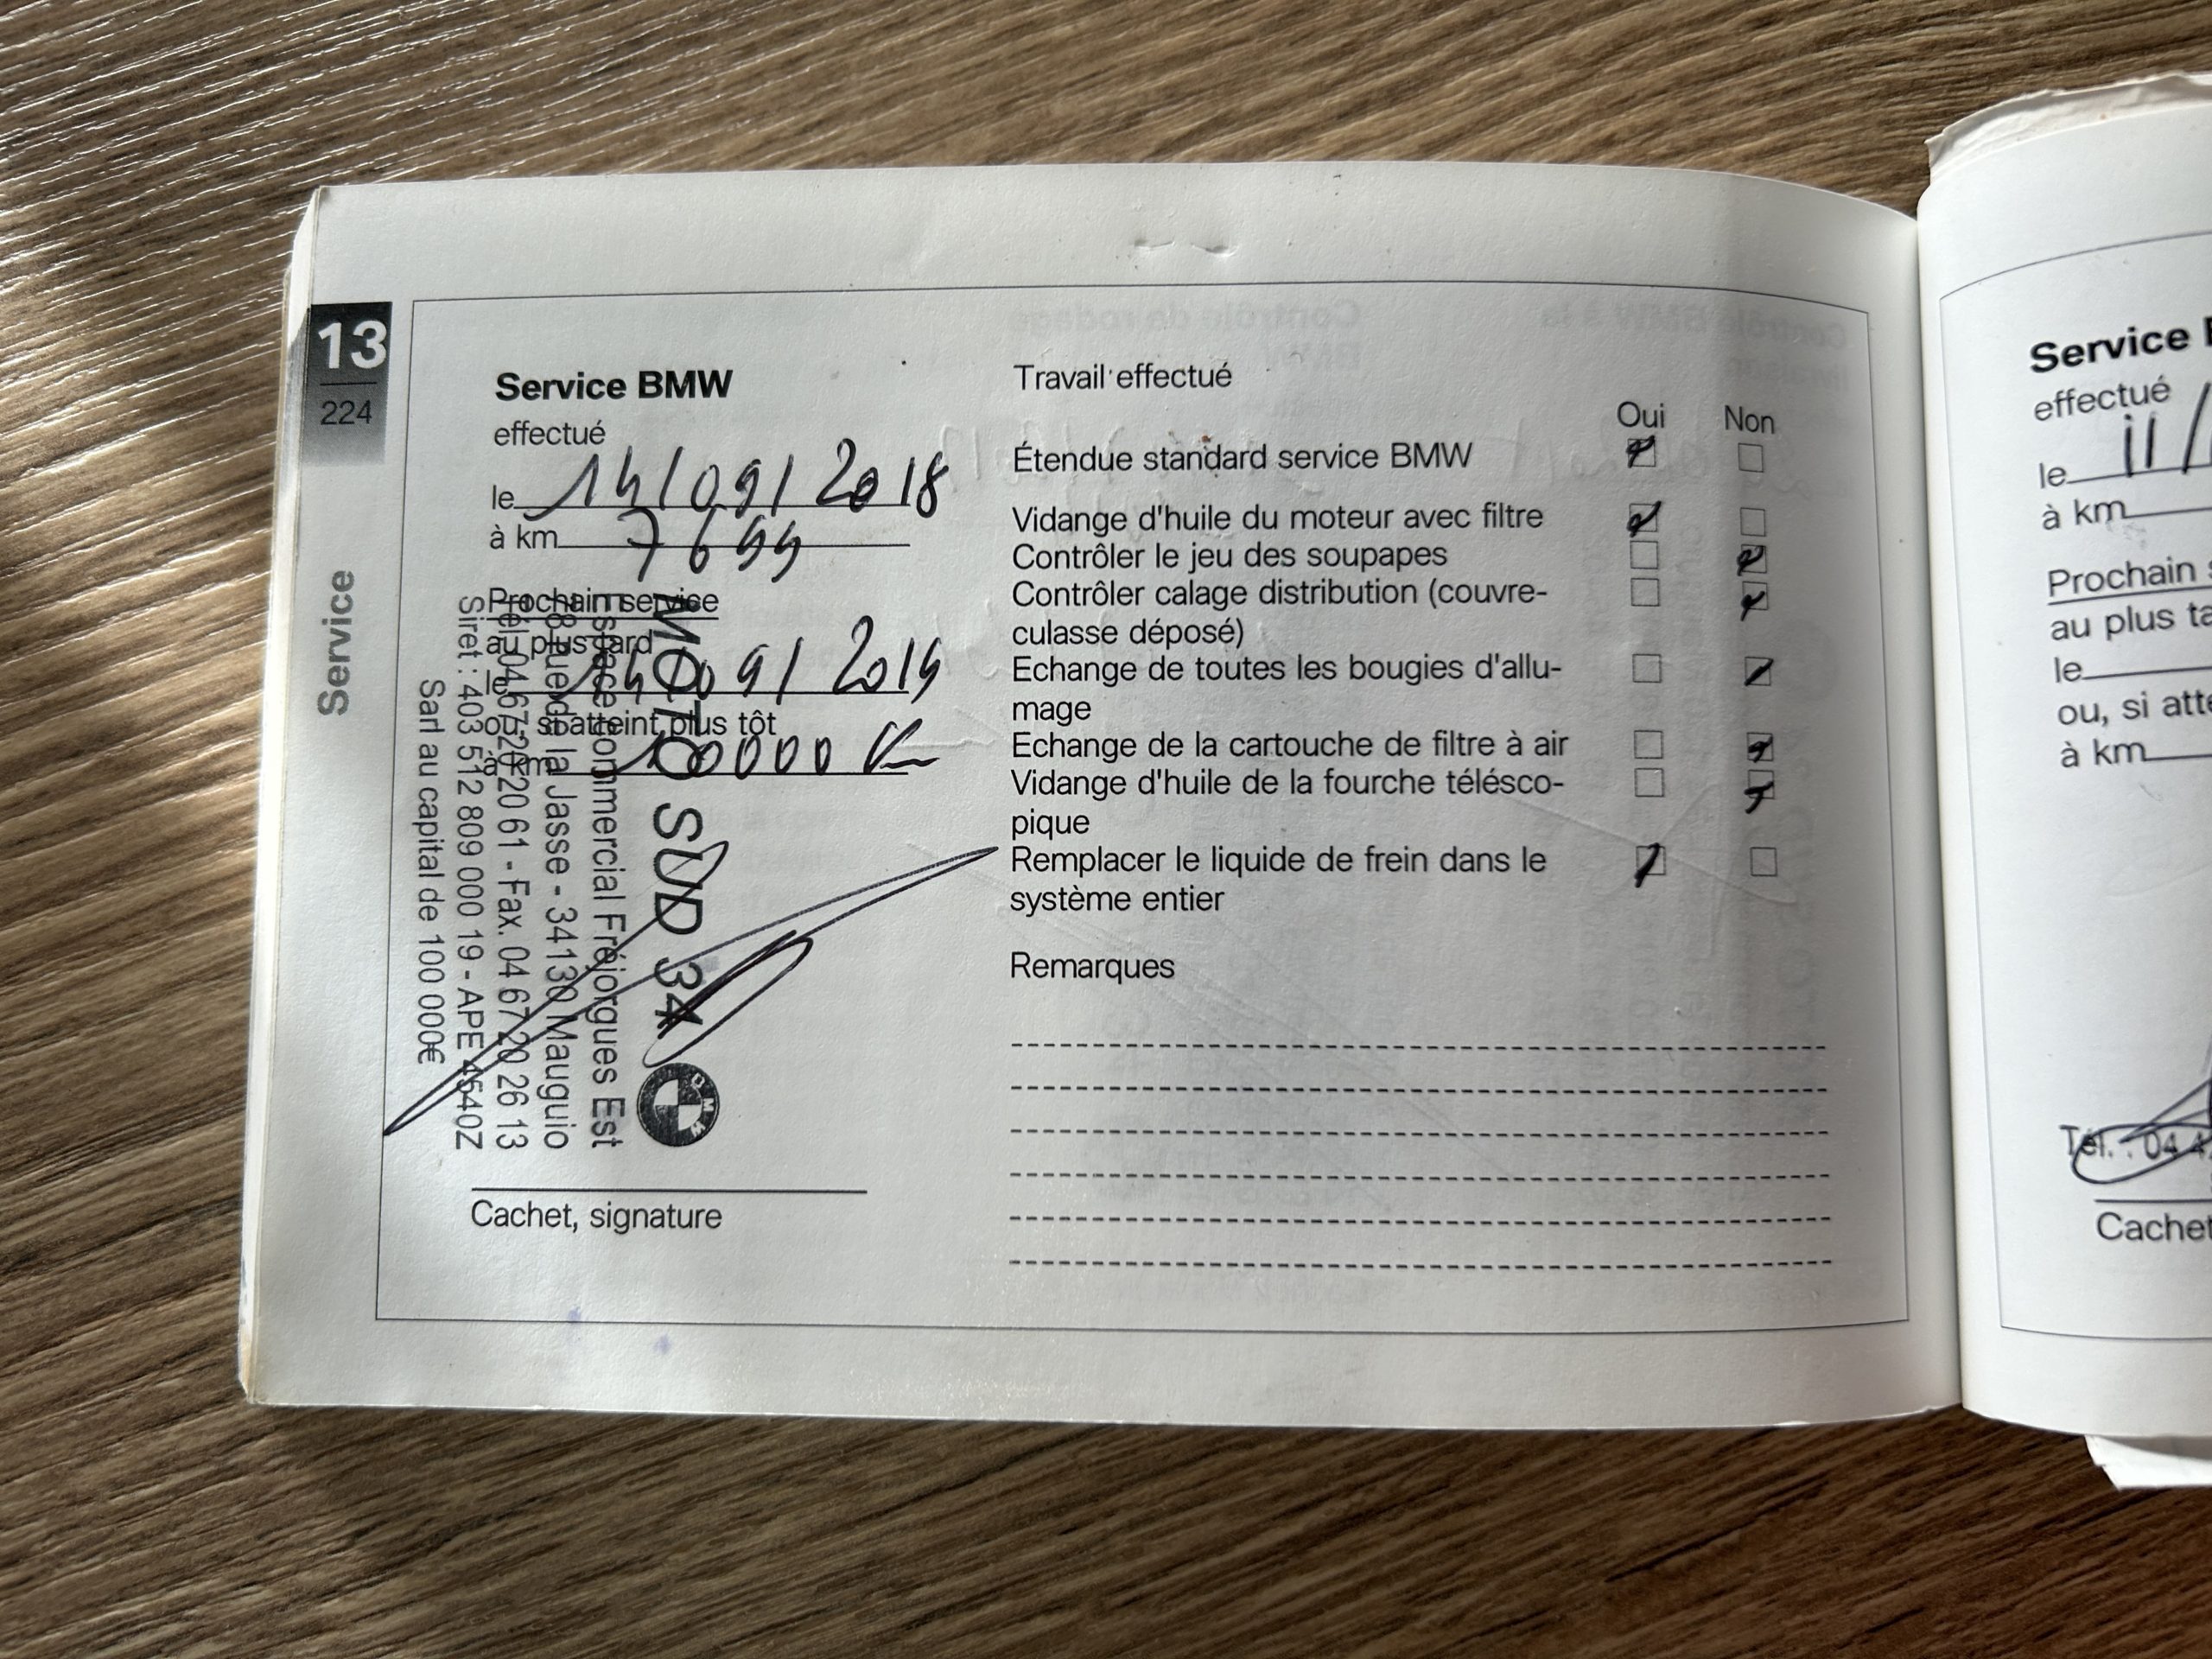 13
224
Service
Service BMW
effectué
le 14/09/2018
à km 7699
Prochain service
au plus tard
le 14/09/2019
ou, si atteint plus tôt
à km 10000 Km
MOTO SUD 34
Espace Commercial Fréjorgues Est
la Jasse - 34130 Mauguio
Tél. 04 67 20 20 61 - Fax. 04 67 20 26 13
Siret : 403 512 809 000 19 - APE 4540Z
Sarl au capital de 100 000€
BMW
Cachet, signature
Travail effectué
Oui Non
Étendue standard service BMW
Vidange d'huile du moteur avec filtre
Contrôler le jeu des soupapes
Contrôler calage distribution (couvre-
culasse déposé)
Echange de toutes les bougies d'allu-
mage
Echange de la cartouche de filtre à air
Vidange d'huile de la fourche télésco-
pique
Remplacer le liquide de frein dans le
système entier
Remarques
Service
effectué
le 11/
à km
Prochain
au plus
le
ou, si
à km
Tél. : 04
Cachet